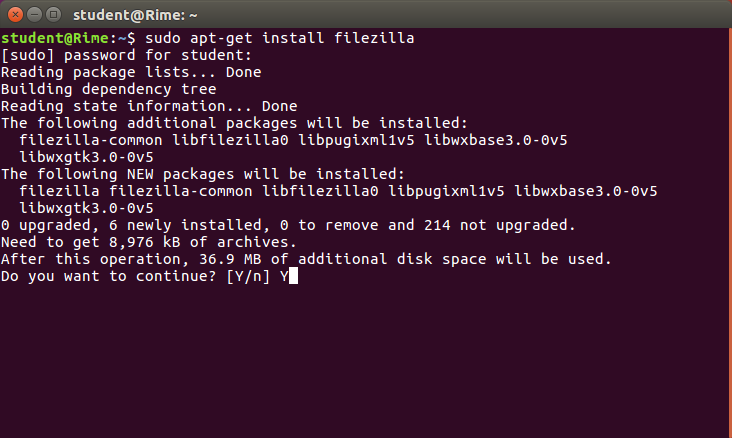 student@Rime: ~
student@Rime:~$ sudo apt-get install filezilla
[sudo] password for student:
Reading package lists... Done
Building dependency tree
Reading state information... Done
The following additional packages will be installed:
  filezilla-common libfilezilla0 libpugixml1v5 libwxbase3.0-0v5
  libwxgtk3.0-0v5
The following NEW packages will be installed:
  filezilla filezilla-common libfilezilla0 libpugixml1v5 libwxbase3.0-0v5
  libwxgtk3.0-0v5
0 upgraded, 6 newly installed, 0 to remove and 214 not upgraded.
Need to get 8,976 kB of archives.
After this operation, 36.9 MB of additional disk space will be used.
Do you want to continue? [Y/n] Y